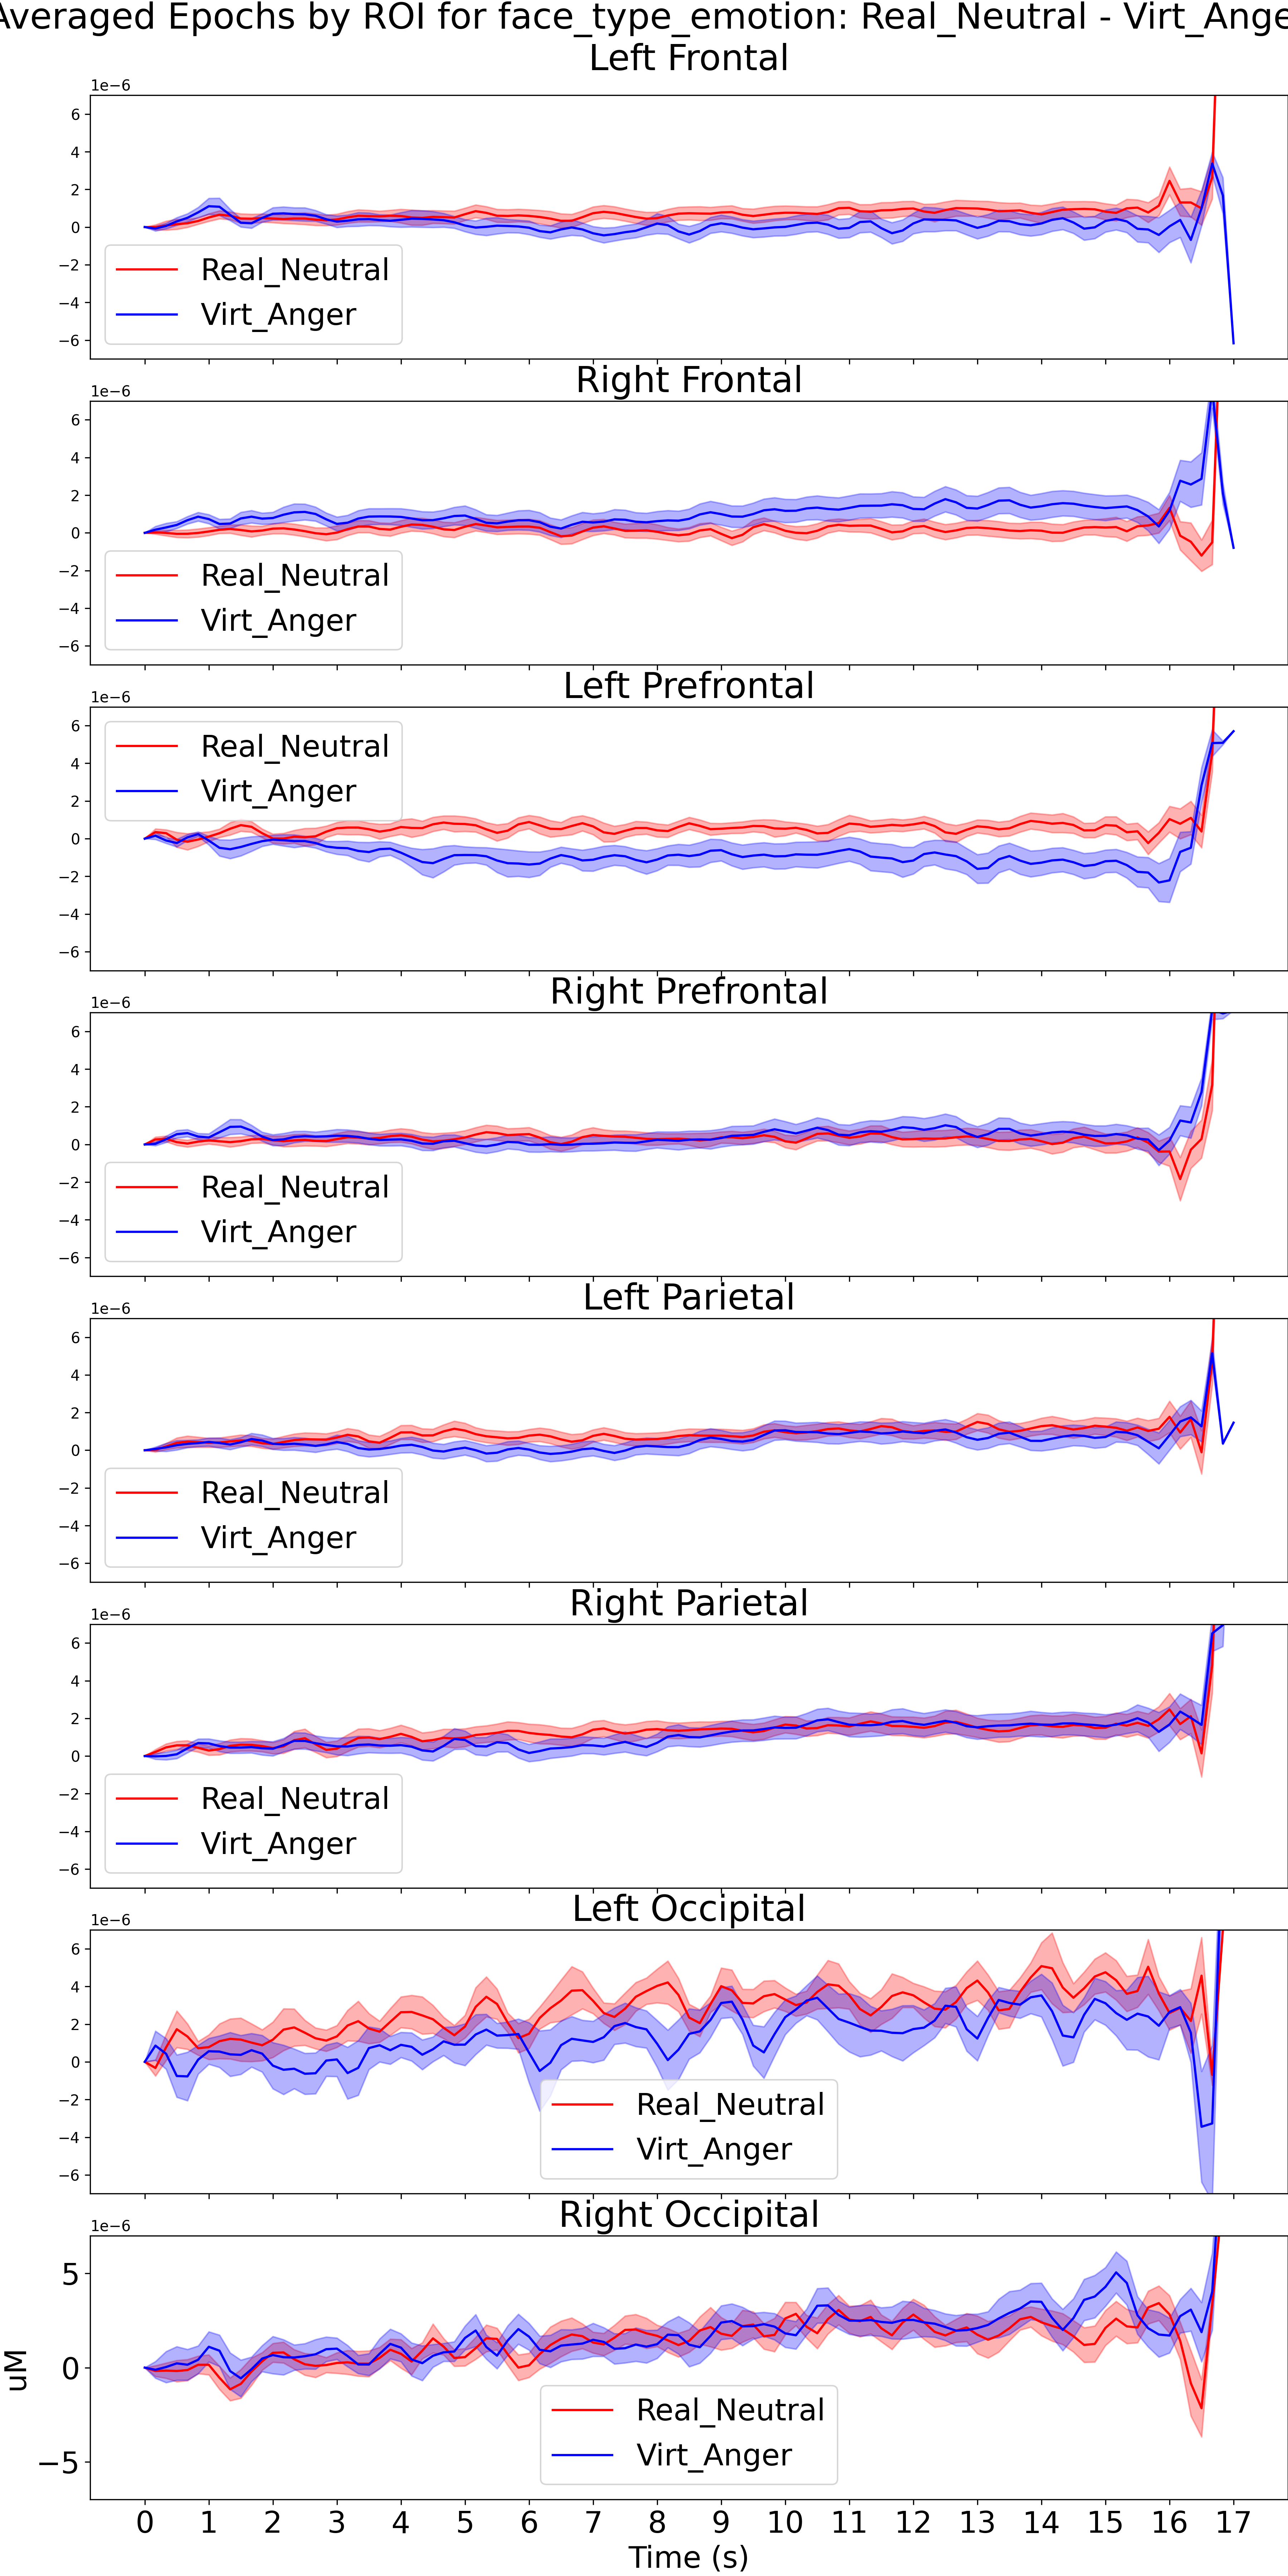 Averaged Epochs by ROI for face_type_emotion: Real_Neutral - Virt_Anger
Left Frontal
1e−6
6
4
2
0
−2
−4
−6
Real_Neutral
Virt_Anger
Right Frontal
1e−6
6
4
2
0
−2
−4
−6
Real_Neutral
Virt_Anger
Left Prefrontal
1e−6
6
4
2
0
−2
−4
−6
Real_Neutral
Virt_Anger
Right Prefrontal
1e−6
6
4
2
0
−2
−4
−6
Real_Neutral
Virt_Anger
Left Parietal
1e−6
6
4
2
0
−2
−4
−6
Real_Neutral
Virt_Anger
Right Parietal
1e−6
6
4
2
0
−2
−4
−6
Real_Neutral
Virt_Anger
Left Occipital
1e−6
6
4
2
0
−2
−4
−6
Real_Neutral
Virt_Anger
Right Occipital
1e−6
5
0
−5
uM
Real_Neutral
Virt_Anger
0 1 2 3 4 5 6 7 8 9 10 11 12 13 14 15 16 17
Time (s)